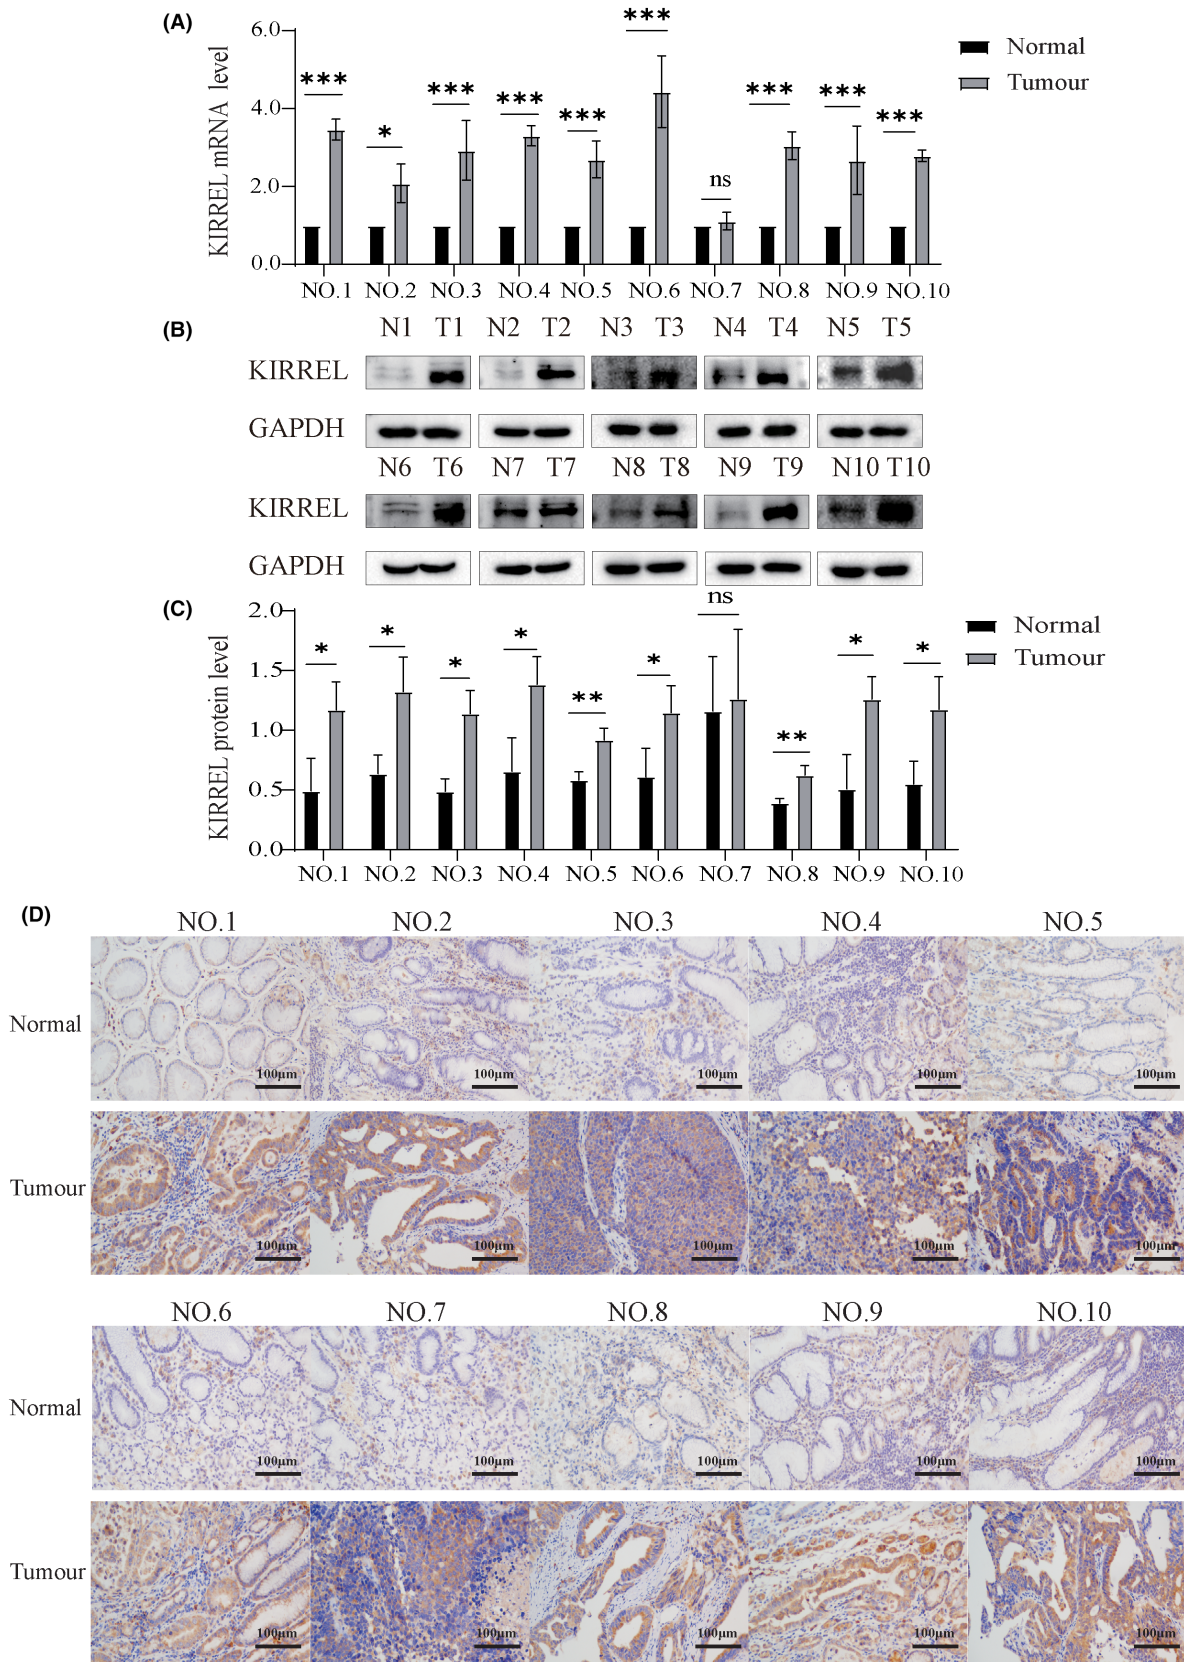 (A)
KIRREL mRNA level
6.0
4.0
2.0
0.0
*** * *** *** *** *** ns *** *** ***
Normal
Tumour
NO.1 NO.2 NO.3 NO.4 NO.5 NO.6 NO.7 NO.8 NO.9 NO.10
(B)
N1 T1 N2 T2 N3 T3 N4 T4 N5 T5
KIRREL
GAPDH
N6 T6 N7 T7 N8 T8 N9 T9 N10 T10
KIRREL
GAPDH
(C)
KIRREL protein level
2.0
1.5
1.0
0.5
0.0
* * * * ** * ns ** * *
Normal
Tumour
NO.1 NO.2 NO.3 NO.4 NO.5 NO.6 NO.7 NO.8 NO.9 NO.10
(D)
NO.1 NO.2 NO.3 NO.4 NO.5
Normal
100μm 100μm 100μm 100μm 100μm
Tumour
100μm 100μm 100μm 100μm 100μm
NO.6 NO.7 NO.8 NO.9 NO.10
Normal
100μm 100μm 100μm 100μm 100μm
Tumour
100μm 100μm 100μm 100μm 100μm